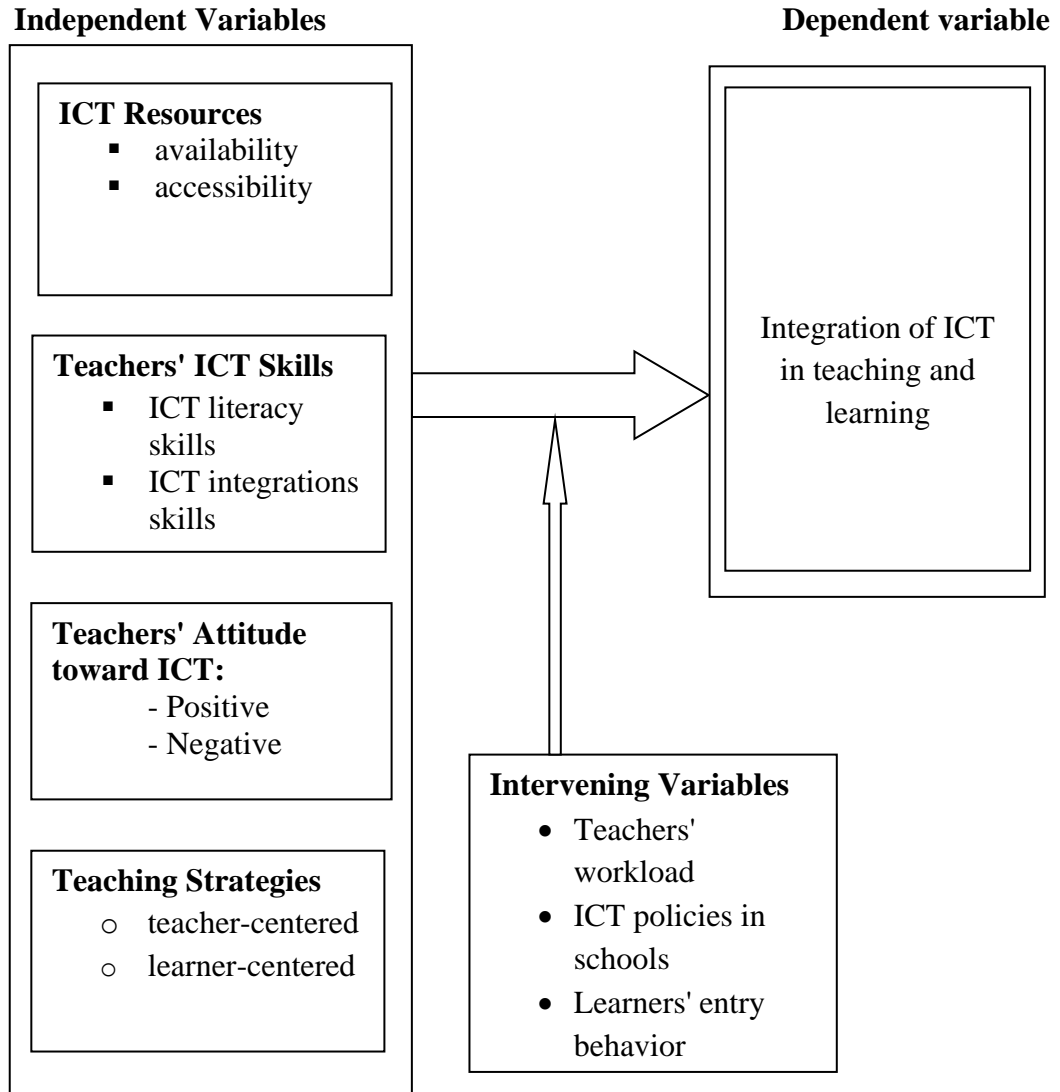 Independent Variables
Dependent variable
ICT Resources
▪ availability
▪ accessibility
Teachers' ICT Skills
▪ ICT literacy
skills
▪ ICT integrations
skills
Teachers' Attitude
toward ICT:
- Positive
- Negative
Teaching Strategies
o teacher-centered
o learner-centered
Integration of ICT
in teaching and
learning
Intervening Variables
• Teachers'
workload
• ICT policies in
schools
• Learners' entry
behavior